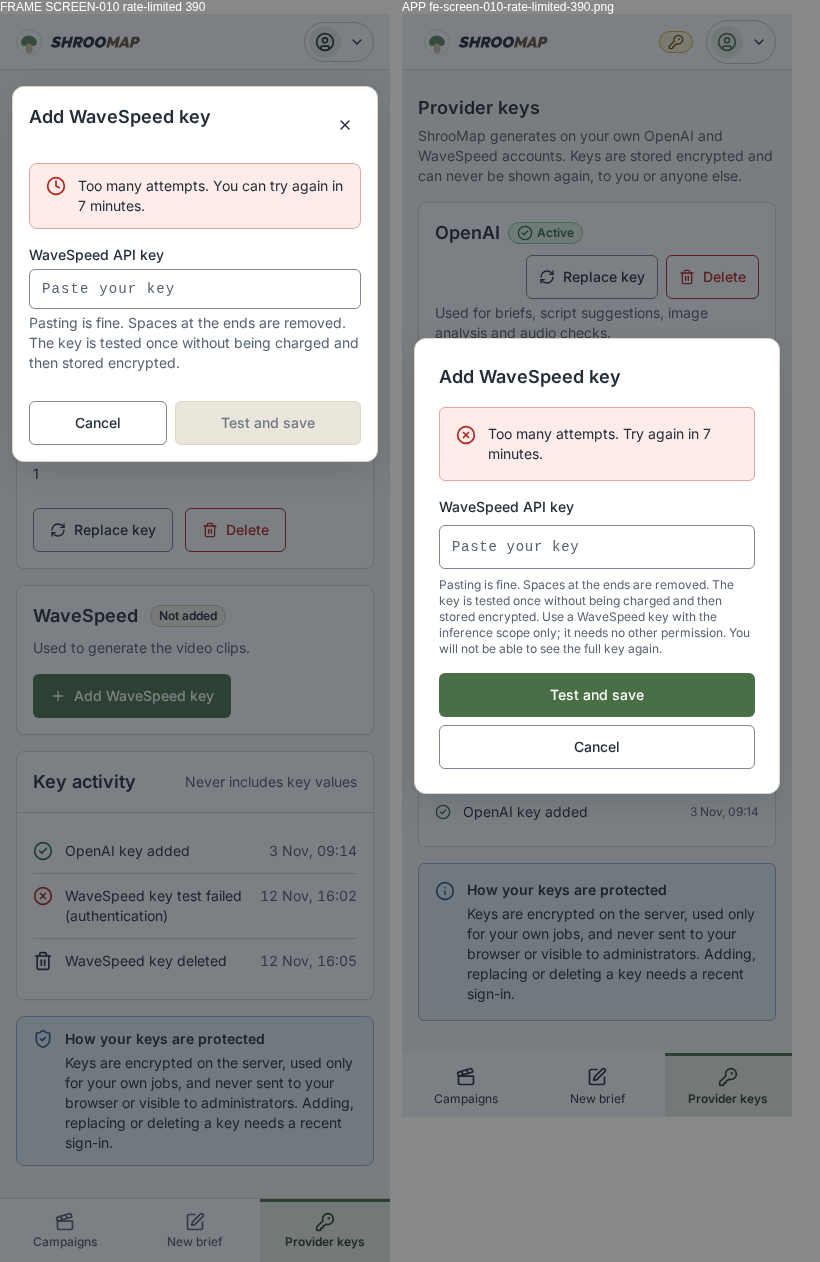 FRAME SCREEN-010 rate-limited 390
SHROOMAP
Add WaveSpeed key
Too many attempts. You can try again in
7 minutes.
WaveSpeed API key
Paste your key
Pasting is fine. Spaces at the ends are removed.
The key is tested once without being charged and
then stored encrypted.
Cancel
Test and save
1
Replace key
Delete
WaveSpeed
Not added
Used to generate the video clips.
Add WaveSpeed key
Key activity
Never includes key values
OpenAI key added
3 Nov, 09:14
WaveSpeed key test failed
(authentication)
12 Nov, 16:02
WaveSpeed key deleted
12 Nov, 16:05
How your keys are protected
Keys are encrypted on the server, used only
for your own jobs, and never sent to your
browser or visible to administrators. Adding,
replacing or deleting a key needs a recent
sign-in.
Campaigns
New brief
Provider keys
APP fe-screen-010-rate-limited-390.png
SHROOMAP
Provider keys
ShrooMap generates on your own OpenAI and
WaveSpeed accounts. Keys are stored encrypted and
can never be shown again, to you or anyone else.
OpenAI
Active
Replace key
Delete
Used for briefs, script suggestions, image
analysis and audio checks.
Add WaveSpeed key
Too many attempts. Try again in 7
minutes.
WaveSpeed API key
Paste your key
Pasting is fine. Spaces at the ends are removed. The
key is tested once without being charged and then
stored encrypted. Use a WaveSpeed key with the
inference scope only; it needs no other permission. You
will not be able to see the full key again.
Test and save
Cancel
OpenAI key added
3 Nov, 09:14
How your keys are protected
Keys are encrypted on the server, used only
for your own jobs, and never sent to your
browser or visible to administrators. Adding,
replacing or deleting a key needs a recent
sign-in.
Campaigns
New brief
Provider keys